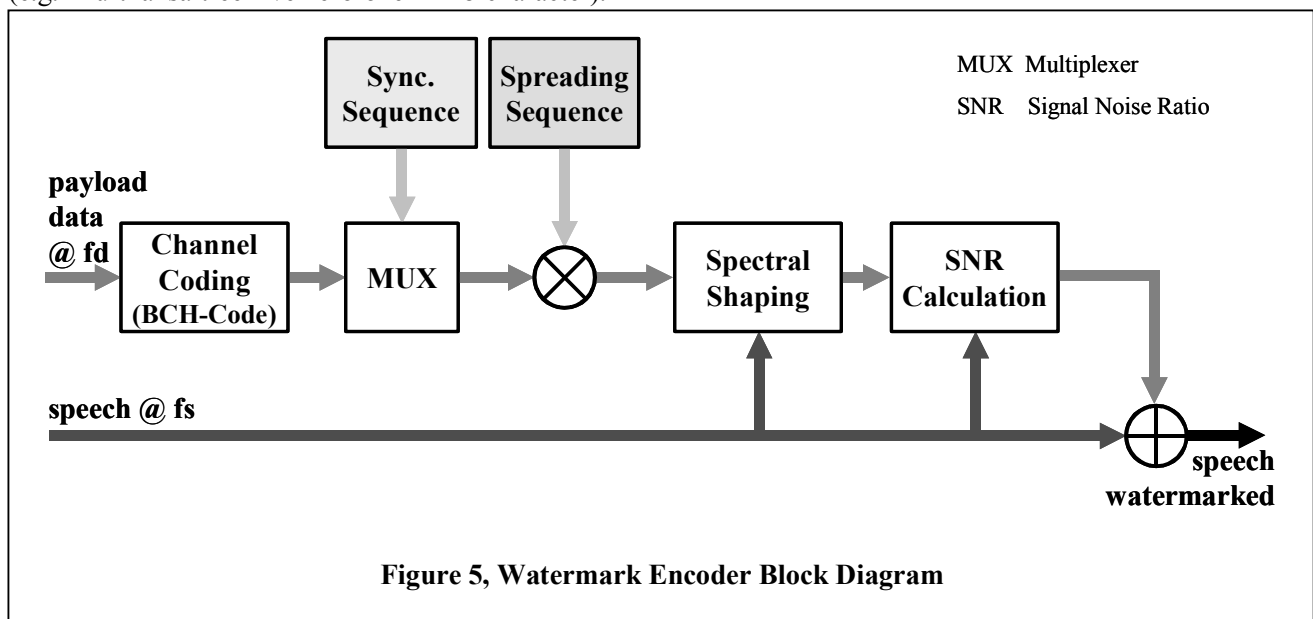 Sync.
Sequence
Spreading
Sequence
MUX Multiplexer
SNR Signal Noise Ratio
payload
data
@ fd
Channel
Coding
(BCH-Code)
MUX
Spectral
Shaping
SNR
Calculation
speech @ fs
speech
watermarked
Figure 5, Watermark Encoder Block Diagram